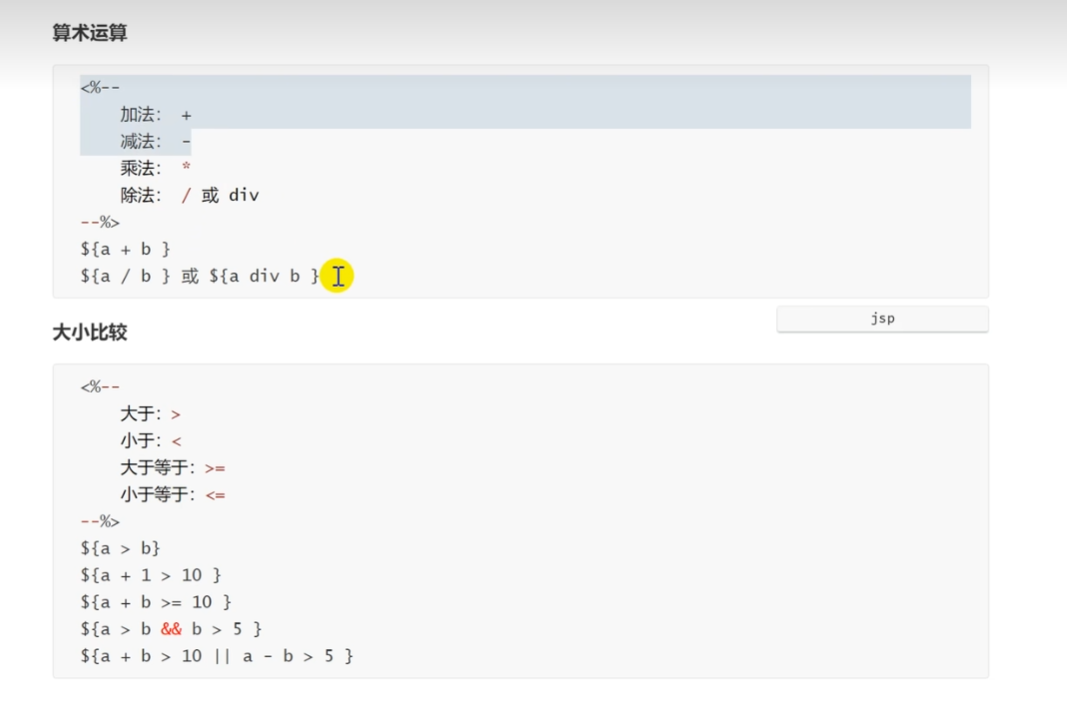 算术运算
<%--
加法： +
减法： -
乘法： *
除法： / 或 div
--%>
${a + b }
${a / b } 或 ${a div b }
jsp
大小比较
<%--
大于：>
小于：<
大于等于：>=
小于等于：<=
--%>
${a > b}
${a + 1 > 10 }
${a + b >= 10 }
${a > b && b > 5 }
${a + b > 10 || a - b > 5 }